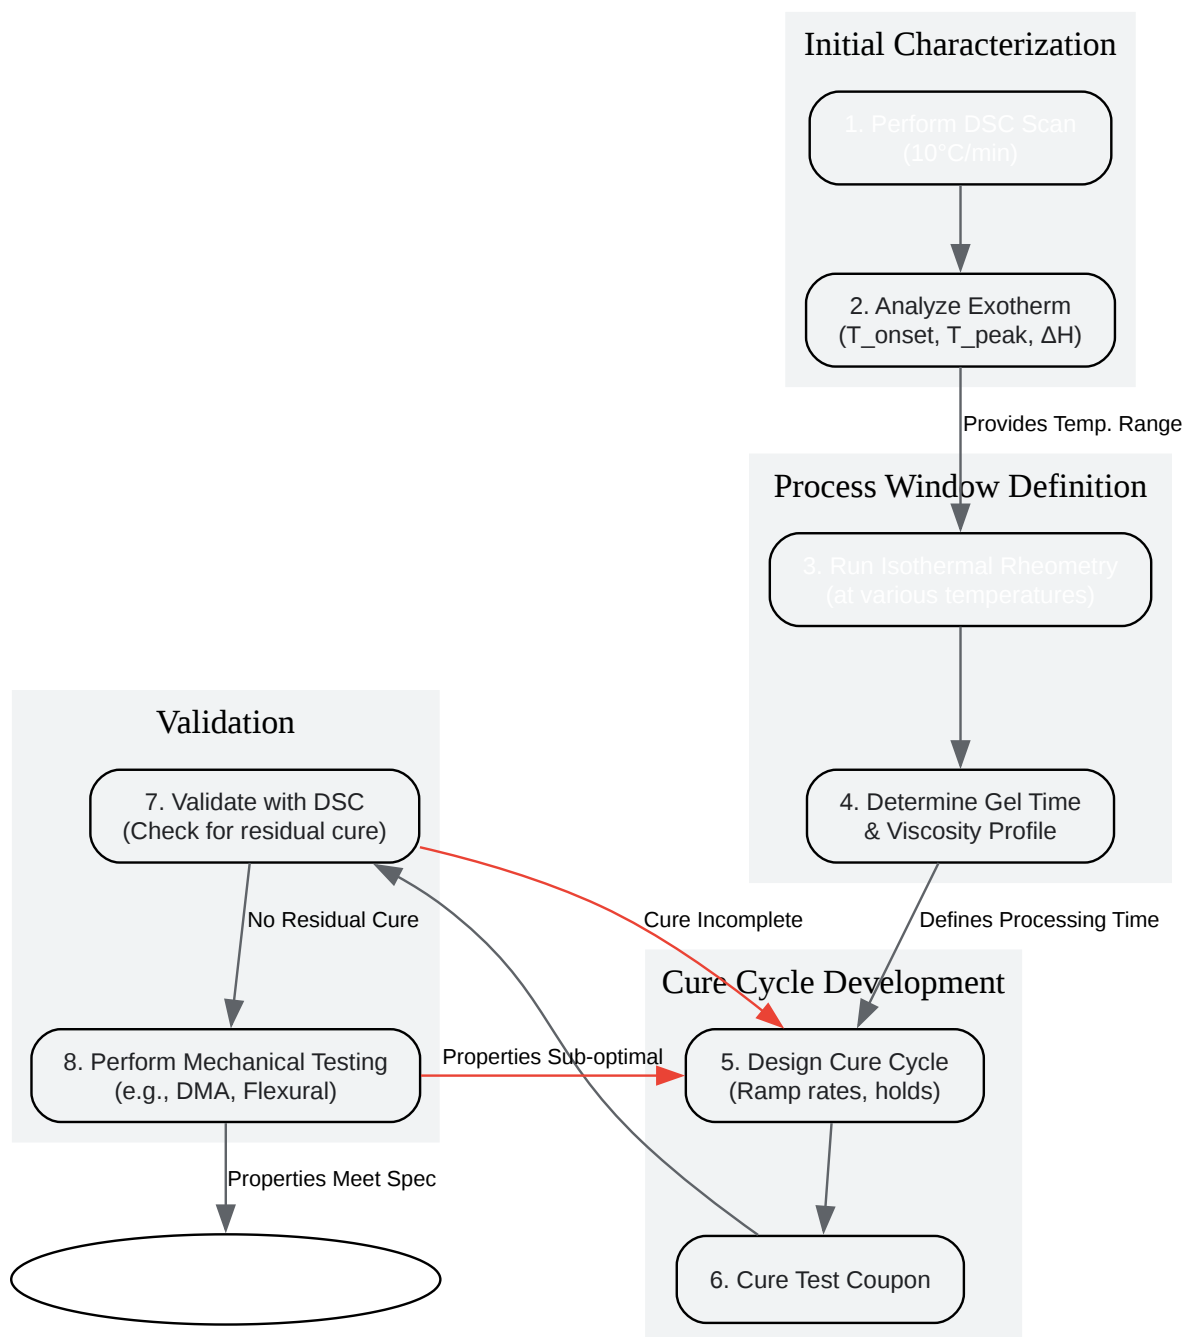 Initial Characterization
1. Perform DSC Scan
(10°C/min)
2. Analyze Exotherm
(T_onset, T_peak, ΔH)
Provides Temp. Range
Process Window Definition
3. Run Isothermal Rheometry
(at various temperatures)
4. Determine Gel Time
& Viscosity Profile
Defines Processing Time
Cure Cycle Development
5. Design Cure Cycle
(Ramp rates, holds)
6. Cure Test Coupon
Validation
7. Validate with DSC
(Check for residual cure)
Cure Incomplete
No Residual Cure
8. Perform Mechanical Testing
(e.g., DMA, Flexural)
Properties Sub-optimal
Properties Meet Spec